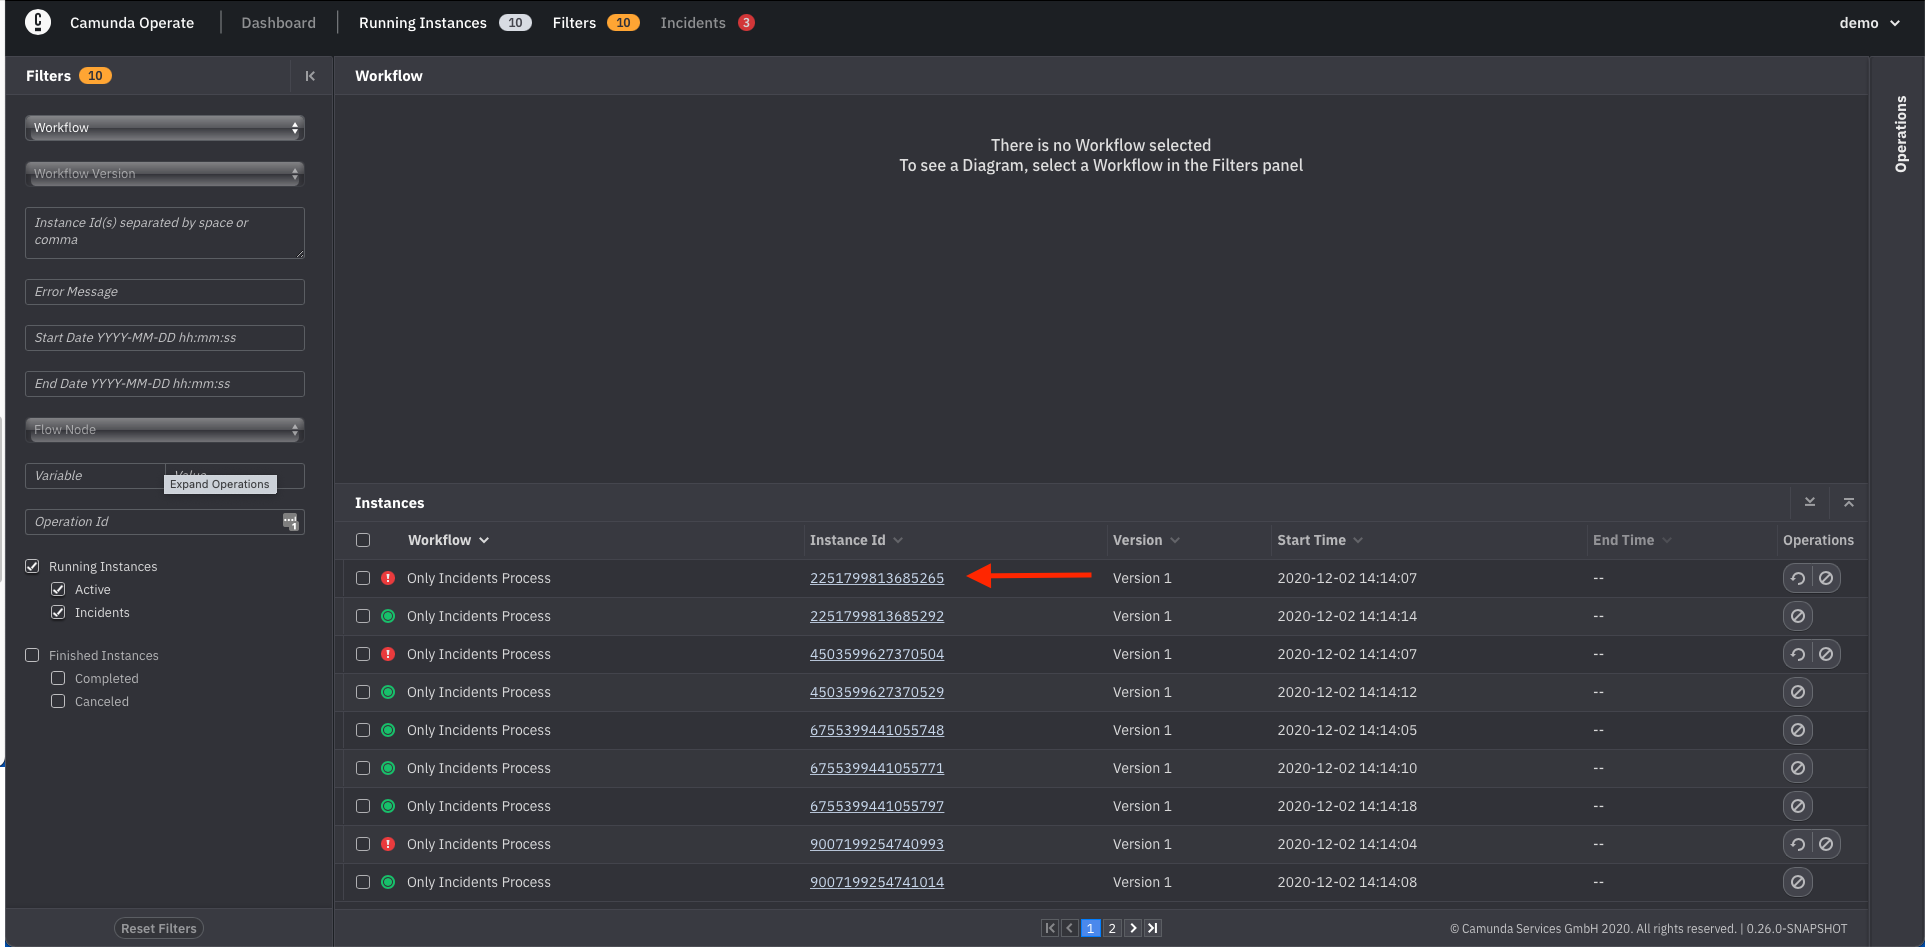 Camunda Operate Dashboard Running Instances 10 Filters 10 Incidents 3 demo
Filters 10
Workflow
Workflow Version
Instance Id(s) separated by space or
comma
Error Message
Start Date YYYY-MM-DD hh:mm:ss
End Date YYYY-MM-DD hh:mm:ss
Flow Node
Variable Value
Expand Operations
Operation Id
1
Running Instances
Active
Incidents
Finished Instances
Completed
Canceled
Reset Filters
Workflow
There is no Workflow selected
To see a Diagram, select a Workflow in the Filters panel
Instances
Workflow Instance Id Version Start Time End Time Operations
Only Incidents Process 2251799813685265 Version 1 2020-12-02 14:14:07 --
Only Incidents Process 2251799813685292 Version 1 2020-12-02 14:14:14 --
Only Incidents Process 4503599627370504 Version 1 2020-12-02 14:14:07 --
Only Incidents Process 4503599627370529 Version 1 2020-12-02 14:14:12 --
Only Incidents Process 6755399441055748 Version 1 2020-12-02 14:14:05 --
Only Incidents Process 6755399441055771 Version 1 2020-12-02 14:14:10 --
Only Incidents Process 6755399441055797 Version 1 2020-12-02 14:14:18 --
Only Incidents Process 9007199254740993 Version 1 2020-12-02 14:14:04 --
Only Incidents Process 9007199254741014 Version 1 2020-12-02 14:14:08 --
1 2
© Camunda Services GmbH 2020. All rights reserved. | 0.26.0-SNAPSHOT
Operations